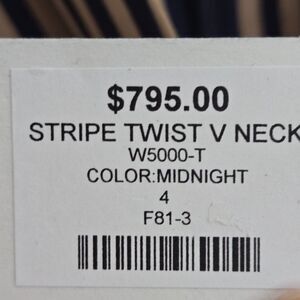 $795.00
STRIPE TWIST V NECK
W5000-T
COLOR:MIDNIGHT
4
F81-3